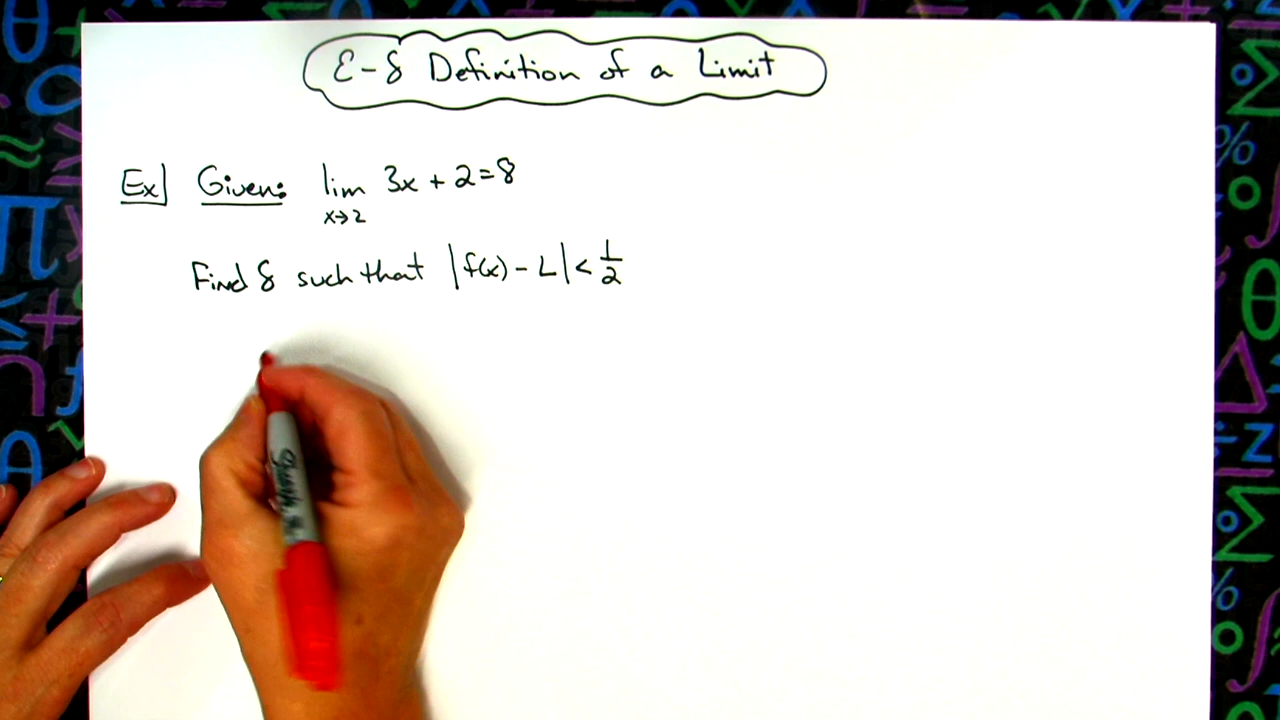 ε-δ Definition of a Limit
Ex] Given: lim 3x + 2 = 8
x→2
Find δ such that |f(x) - L| < 1/2